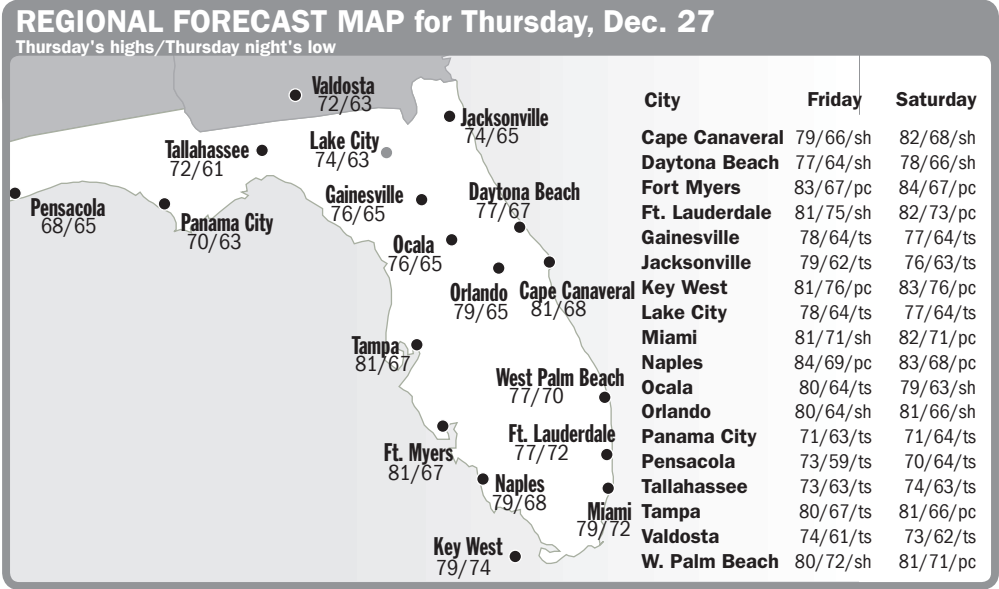 REGIONAL FORECAST MAP for Thursday, Dec. 27
Thursday's highs/Thursday night's low
Valdosta
72/63
Jacksonville
74/65
Lake City
74/63
Tallahassee
72/61
Gainesville
76/65
Daytona Beach
77/67
Pensacola
68/65
Panama City
70/63
Ocala
76/65
Orlando
79/65
Cape Canaveral
81/68
Tampa
81/67
West Palm Beach
77/70
Ft. Lauderdale
77/72
Ft. Myers
81/67
Naples
79/68
Miami
79/72
Key West
79/74
City Friday Saturday
Cape Canaveral 79/66/sh 82/68/sh
Daytona Beach 77/64/sh 78/66/sh
Fort Myers 83/67/pc 84/67/pc
Ft. Lauderdale 81/75/sh 82/73/pc
Gainesville 78/64/ts 77/64/ts
Jacksonville 79/62/ts 76/63/ts
Key West 81/76/pc 83/76/pc
Lake City 78/64/ts 77/64/ts
Miami 81/71/sh 82/71/pc
Naples 84/69/pc 83/68/pc
Ocala 80/64/ts 79/63/sh
Orlando 80/64/sh 81/66/sh
Panama City 71/63/ts 71/64/ts
Pensacola 73/59/ts 70/64/ts
Tallahassee 73/63/ts 74/63/ts
Tampa 80/67/ts 81/66/pc
Valdosta 74/61/ts 73/62/ts
W. Palm Beach 80/72/sh 81/71/pc